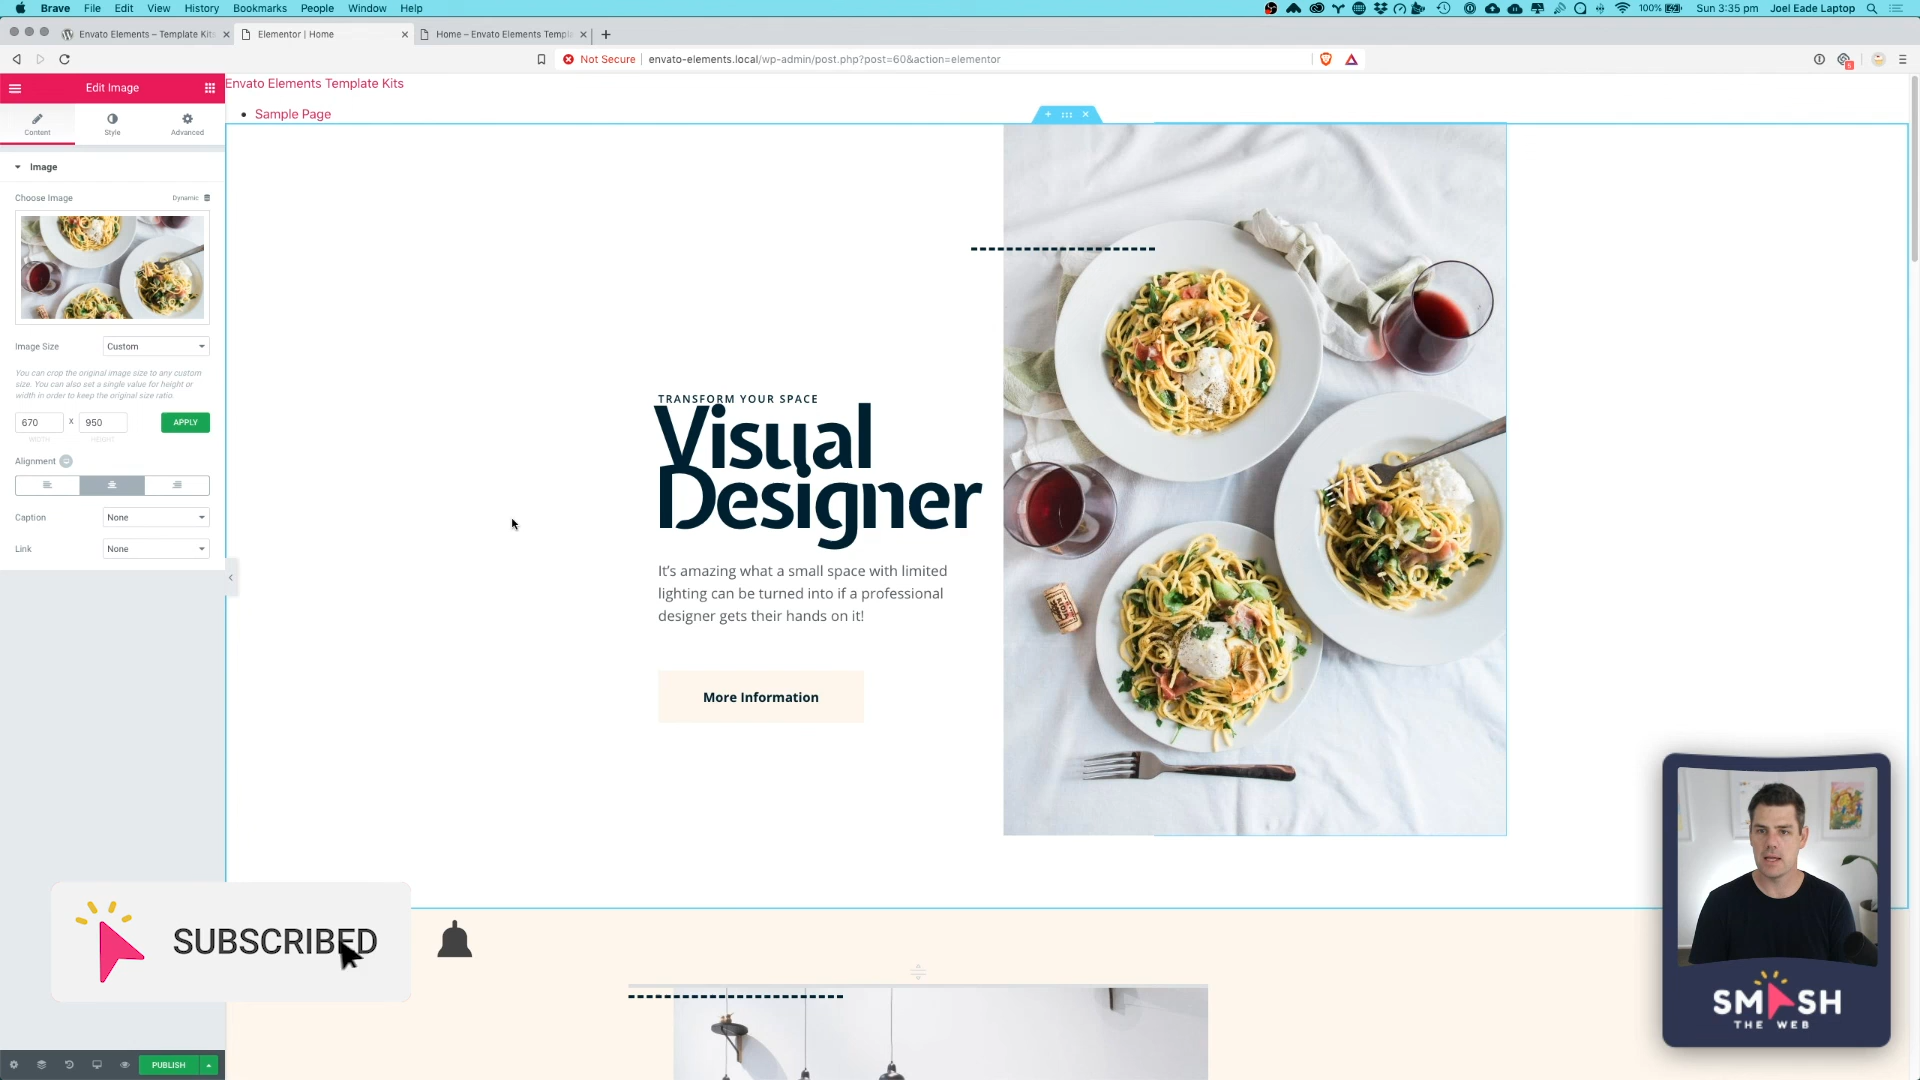 Brave File Edit View History Bookmarks People Window Help
100% Sun 3:35 pm Joel Eade Laptop
Envato Elements – Template Kits
Elementor | Home
Home – Envato Elements Templa
Not Secure envato-elements.local/wp-admin/post.php?post=60&action=elementor
Edit Image
Envato Elements Template Kits
Sample Page
Content Style Advanced
Image
Choose Image Dynamic
Image Size Custom
You can crop the original image size to any custom
size. You can also set a single value for height or
width in order to keep the original size ratio.
670 x 950 APPLY
WIDTH HEIGHT
Alignment
Caption None
Link None
TRANSFORM YOUR SPACE
Visual
Designer
It's amazing what a small space with limited
lighting can be turned into if a professional
designer gets their hands on it!
More Information
SUBSCRIBED
SMASH
THE WEB
PUBLISH